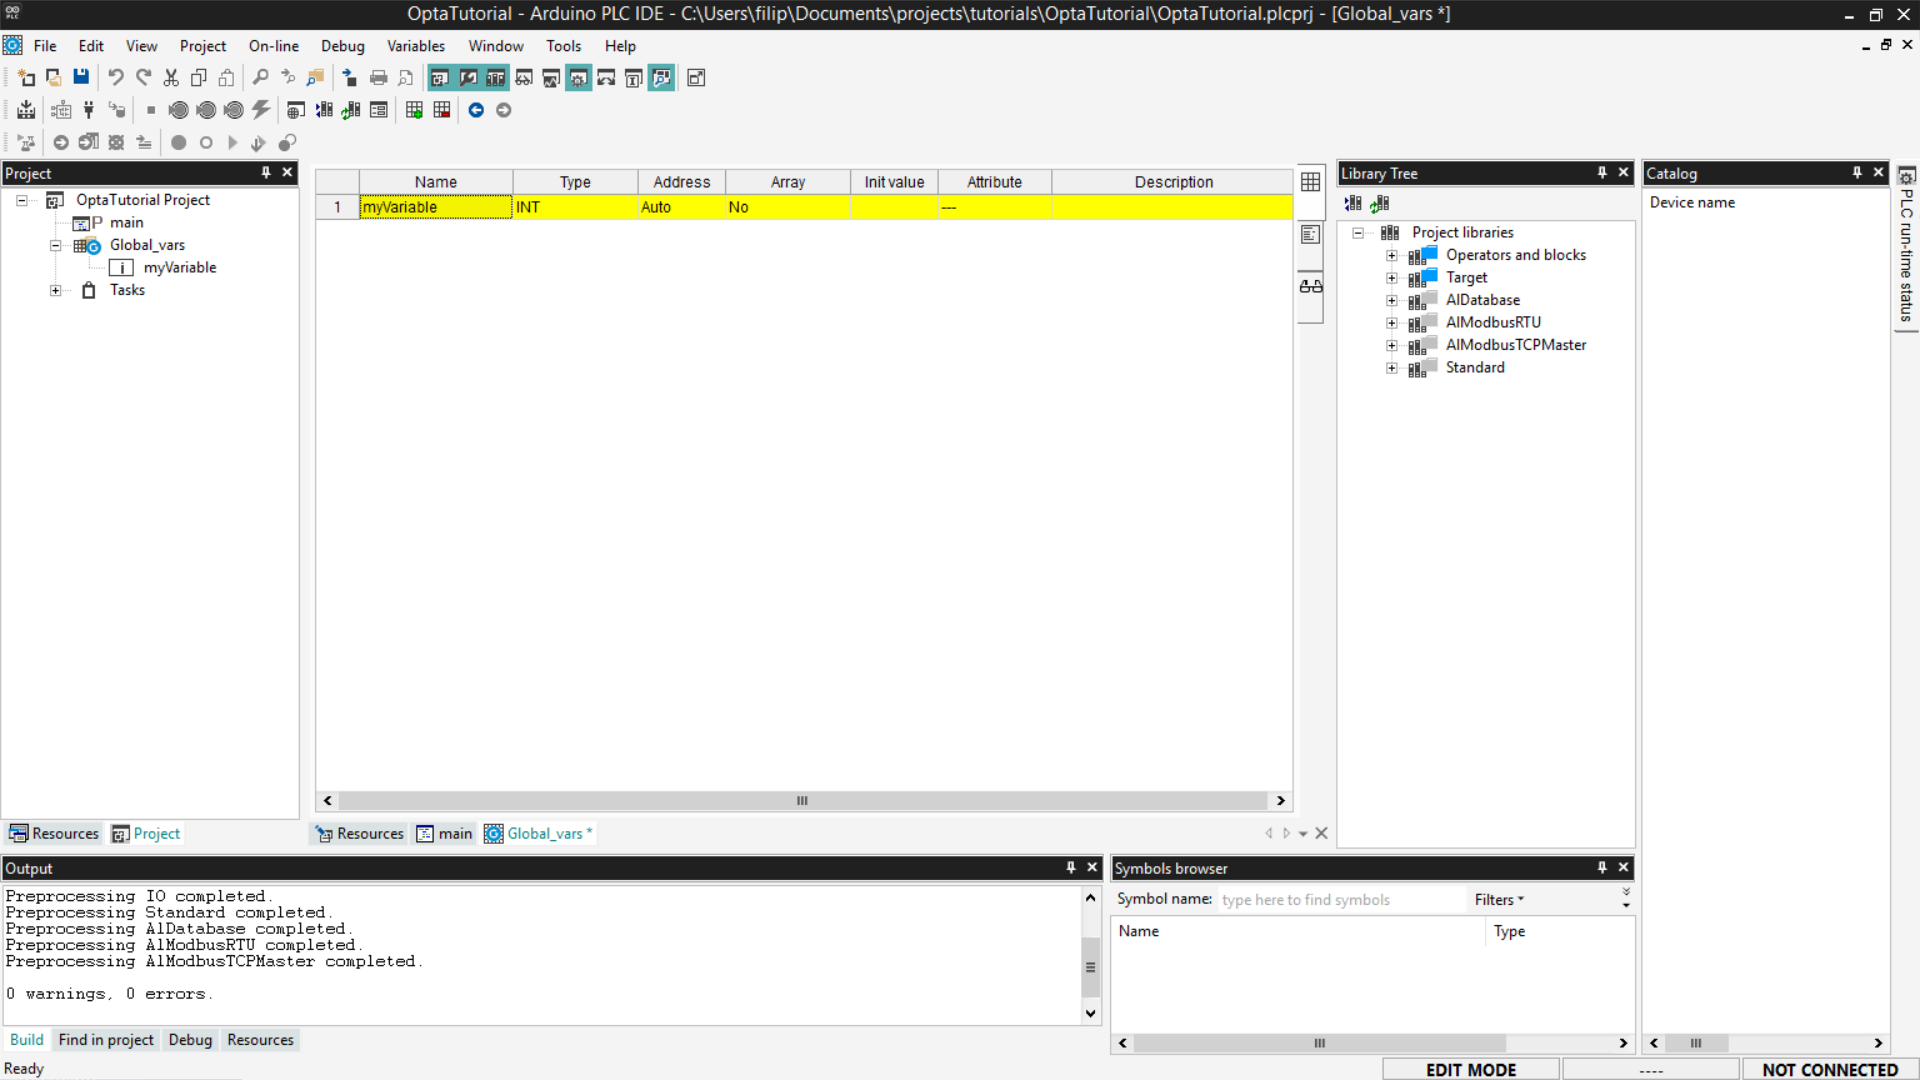 OptaTutorial - Arduino PLC IDE - C:\Users\filip\Documents\projects\tutorials\OptaTutorial\OptaTutorial.plcprj - [Global_vars *]
File Edit View Project On-line Debug Variables Window Tools Help
Project
OptaTutorial Project
main
Global_vars
myVariable
Tasks
Resources Project
Name Type Address Array Init value Attribute Description
1 myVariable INT Auto No ---
Resources main Global_vars *
Library Tree
Project libraries
Operators and blocks
Target
AlDatabase
AlModbusRTU
AlModbusTCPMaster
Standard
Catalog
Device name
PLC run-time status
Output
Preprocessing IO completed.
Preprocessing Standard completed.
Preprocessing AlDatabase completed.
Preprocessing AlModbusRTU completed.
Preprocessing AlModbusTCPMaster completed.
0 warnings, 0 errors.
Build Find in project Debug Resources
Symbols browser
Symbol name: type here to find symbols Filters
Name Type
Ready
EDIT MODE ---- NOT CONNECTED